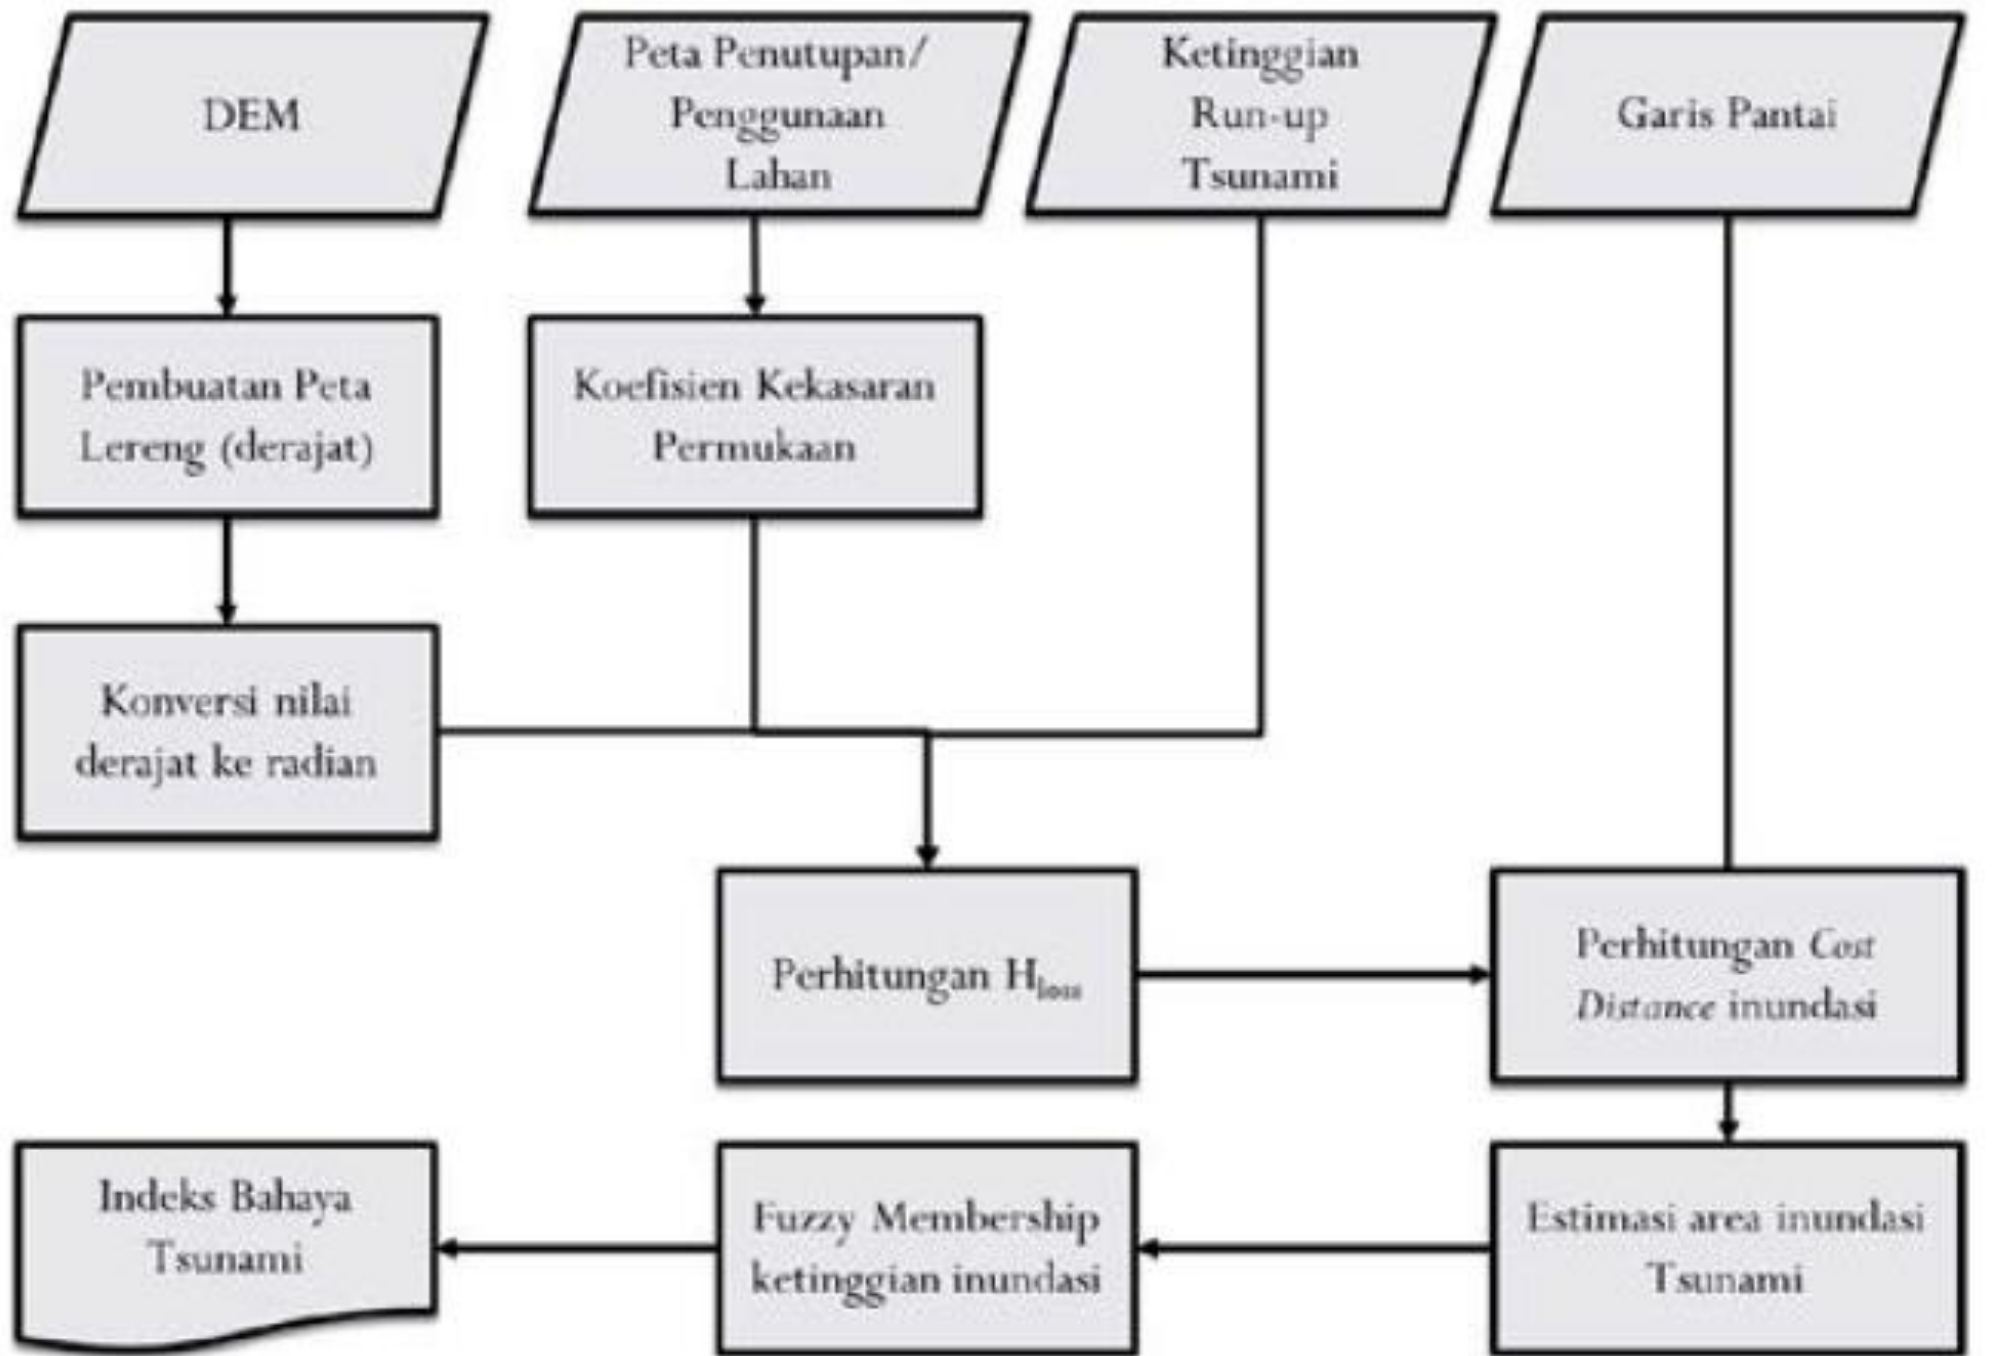 DEM
Peta Penutupan/
Penggunaan
Lahan
Ketinggian
Run-up
Tsunami
Garis Pantai
Pembuatan Peta
Lereng (derajat)
Koefisien Kekasaran
Permukaan
Konversi nilai
derajat ke radian
Perhitungan Hloss
Perhitungan Cost
Distance inundasi
Indeks Bahaya
Tsunami
Fuzzy Membership
ketinggian inundasi
Estimasi area inundasi
Tsunami